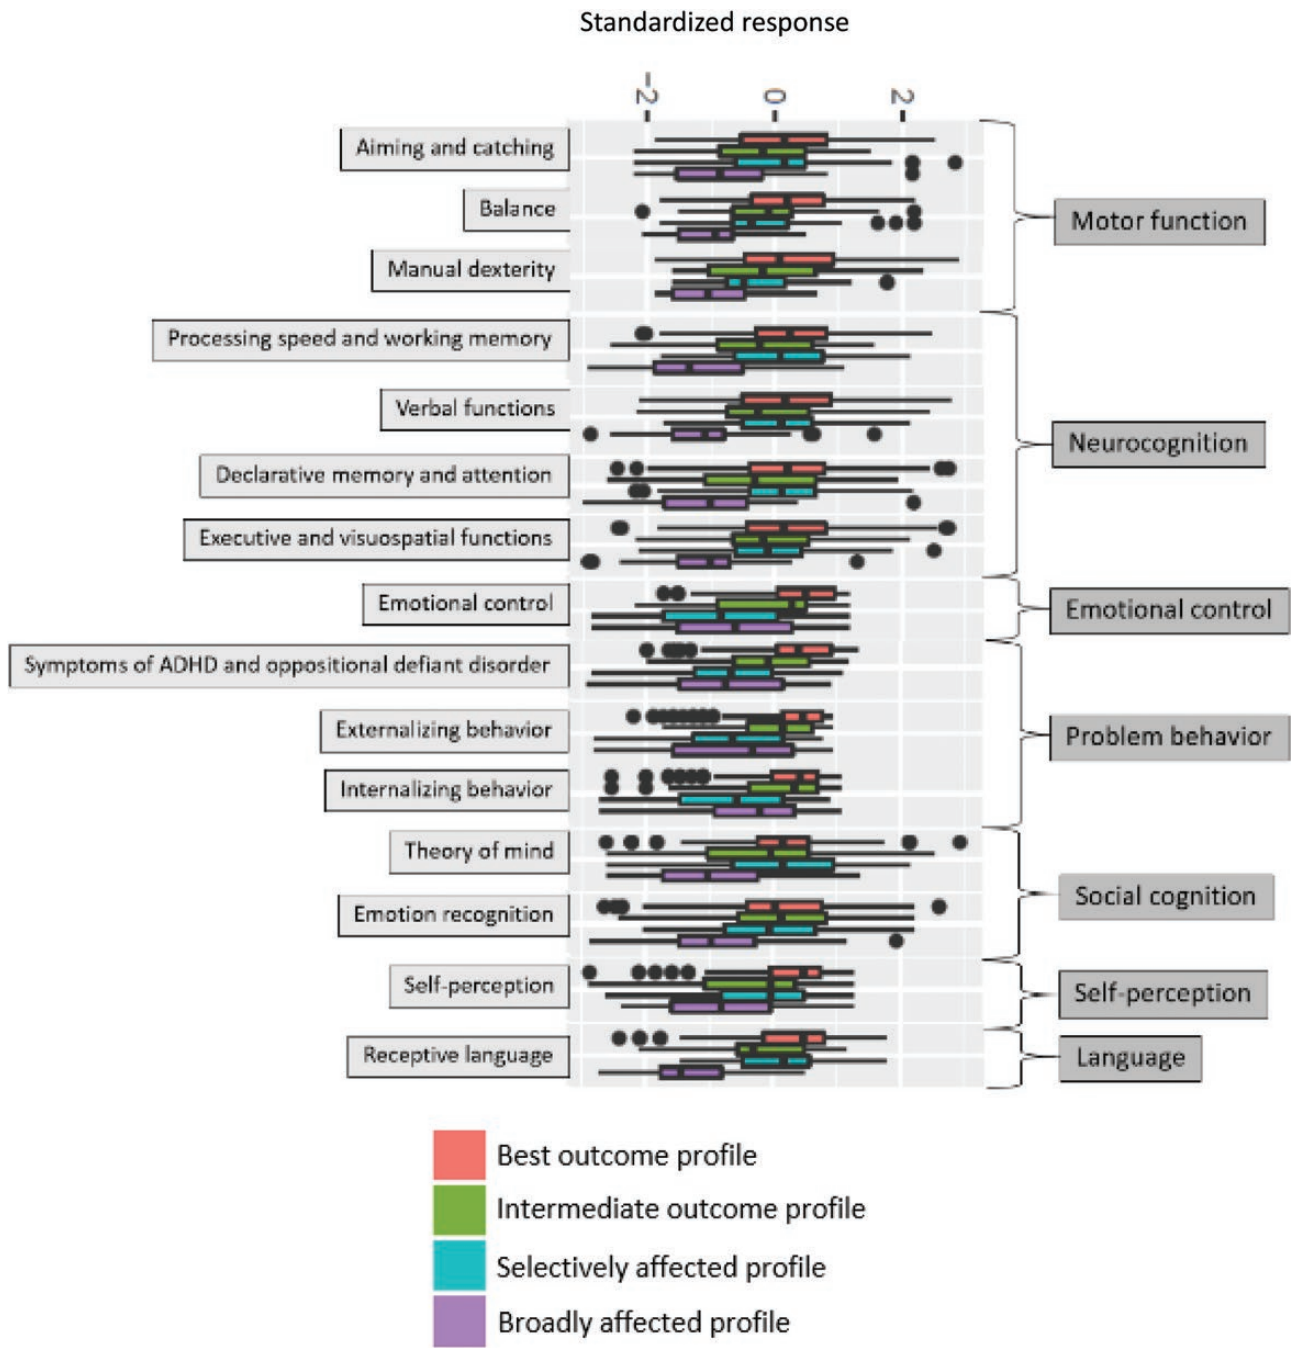 Standardized response
-2 0 2
Aiming and catching
Balance
Motor function
Manual dexterity
Processing speed and working memory
Verbal functions
Neurocognition
Declarative memory and attention
Executive and visuospatial functions
Emotional control
Emotional control
Symptoms of ADHD and oppositional defiant disorder
Externalizing behavior
Problem behavior
Internalizing behavior
Theory of mind
Social cognition
Emotion recognition
Self-perception
Self-perception
Receptive language
Language
Best outcome profile
Intermediate outcome profile
Selectively affected profile
Broadly affected profile